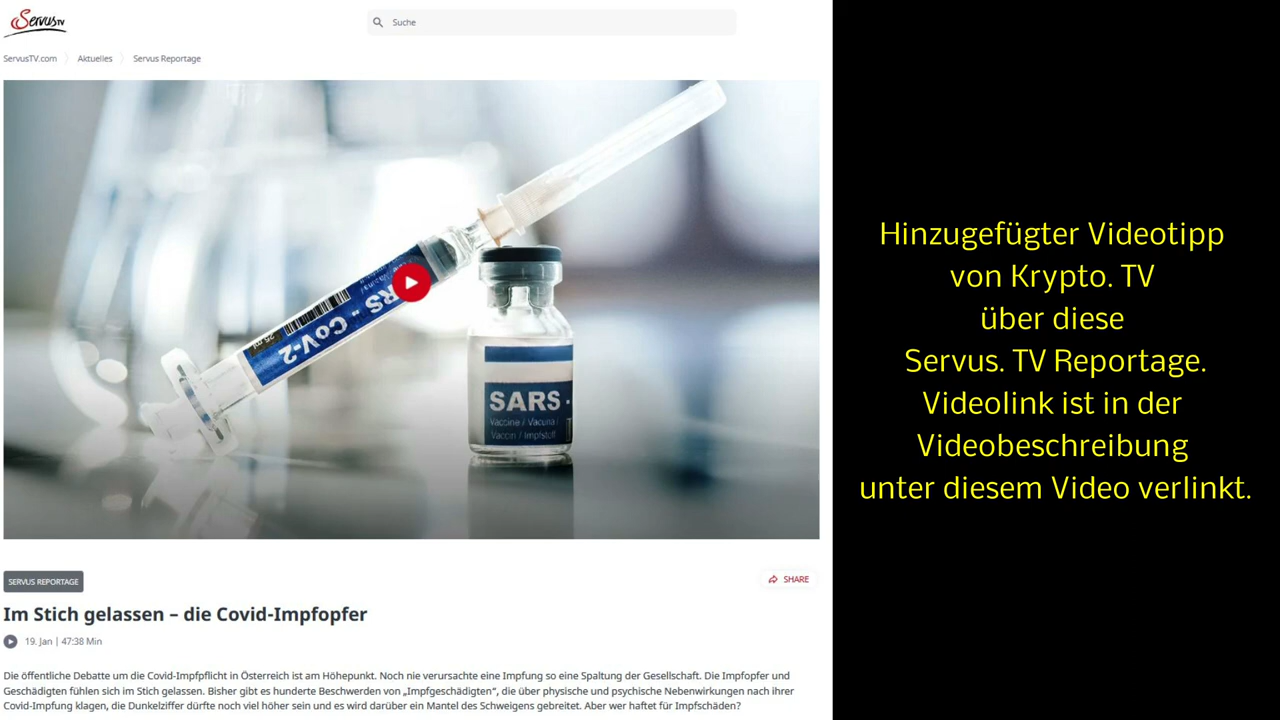 ServusTV
Suche
ServusTV.com
Aktuelles
Servus Reportage
SARS - CoV-2
SARS -
Vaccine / Vacuna /
Vaccin / Impfstoff
SERVUS REPORTAGE
SHARE
Im Stich gelassen – die Covid-Impfopfer
19. Jan | 47:38 Min
Die öffentliche Debatte um die Covid-Impfpflicht in Österreich ist am Höhepunkt. Noch nie verursachte eine Impfung so eine Spaltung der Gesellschaft. Die Impfopfer und
Geschädigten fühlen sich im Stich gelassen. Bisher gibt es hunderte Beschwerden von „Impfgeschädigten“, die über physische und psychische Nebenwirkungen nach ihrer
Covid-Impfung klagen, die Dunkelziffer dürfte noch viel höher sein und es wird darüber ein Mantel des Schweigens gebreitet. Aber wer haftet für Impfschäden?
Hinzugefügter Videotipp
von Krypto. TV
über diese
Servus. TV Reportage.
Videolink ist in der
Videobeschreibung
unter diesem Video verlinkt.